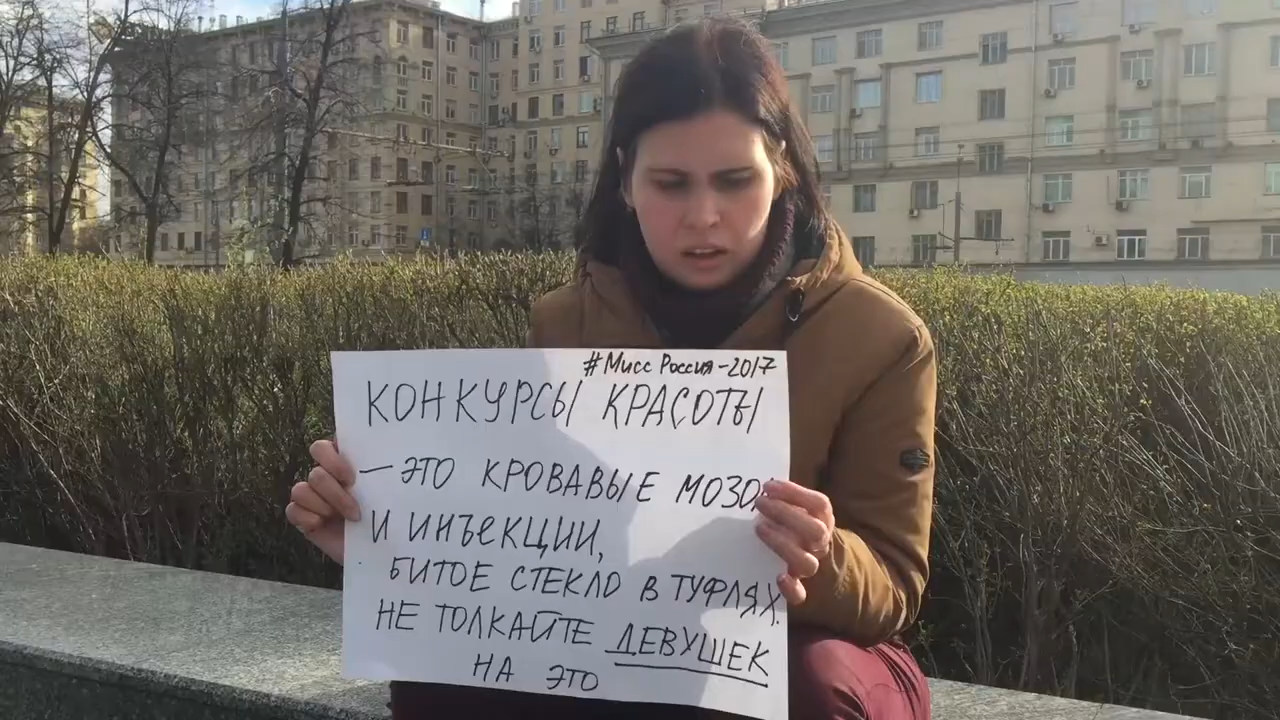 #Мисс Россия-2017
КОНКУРСЫ КРАСОТЫ
— ЭТО КРОВАВЫЕ
И ИНЪЕКЦИИ,
БИТОЕ СТЕКЛО В ТУФЛЯХ.
НЕ ТОЛКАЙТЕ ДЕВУШЕК
НА ЭТО